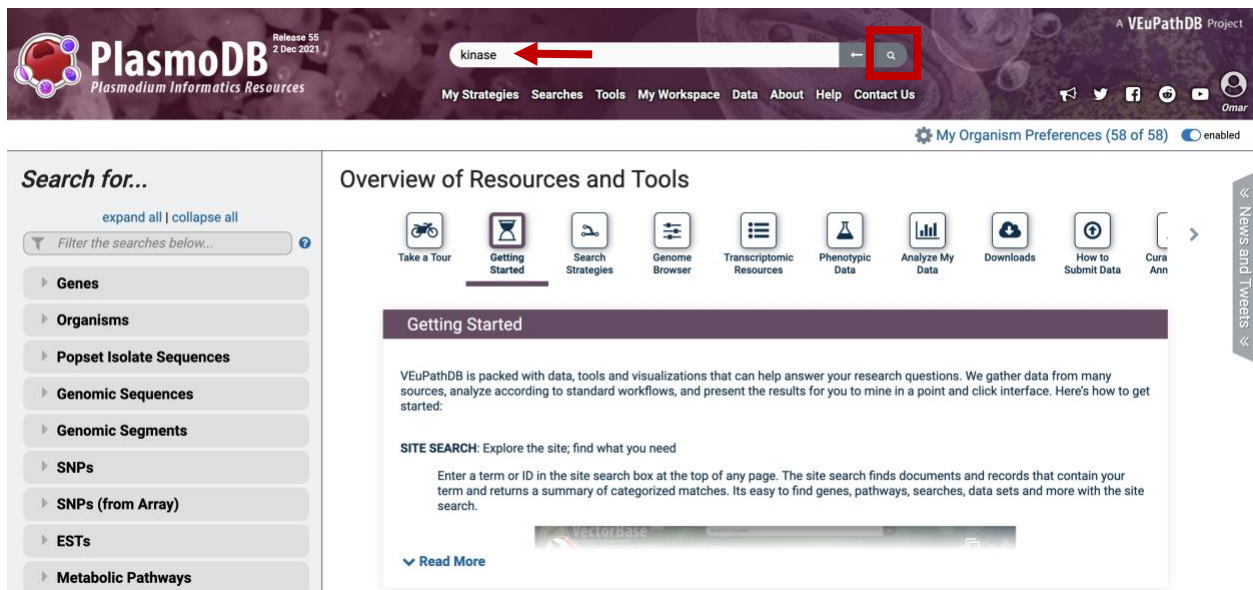 A VEuPathDB Project
Release 55
2 Dec 2021
PlasmoDB
Plasmodium Informatics Resources
kinase
My Strategies Searches Tools My Workspace Data About Help Contact Us
Omar
My Organism Preferences (58 of 58) enabled
Search for...
expand all | collapse all
Filter the searches below...
Genes
Organisms
Popset Isolate Sequences
Genomic Sequences
Genomic Segments
SNPs
SNPs (from Array)
ESTs
Metabolic Pathways
Overview of Resources and Tools
Take a Tour
Getting Started
Search Strategies
Genome Browser
Transcriptomic Resources
Phenotypic Data
Analyze My Data
Downloads
How to Submit Data
Cura
Ann
Getting Started
VEuPathDB is packed with data, tools and visualizations that can help answer your research questions. We gather data from many
sources, analyze according to standard workflows, and present the results for you to mine in a point and click interface. Here's how to get
started:
SITE SEARCH: Explore the site; find what you need
Enter a term or ID in the site search box at the top of any page. The site search finds documents and records that contain your
term and returns a summary of categorized matches. Its easy to find genes, pathways, searches, data sets and more with the site
search.
VectorBase
Read More
« News and Tweets «